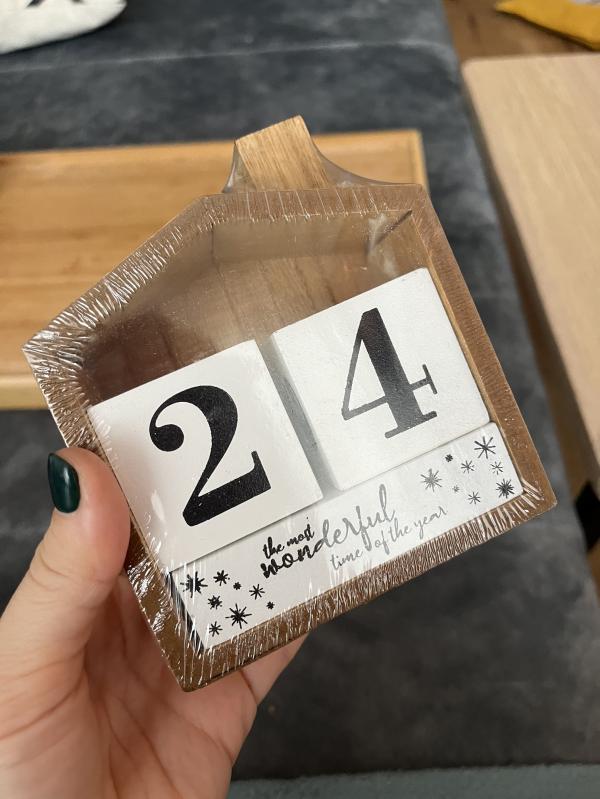 24
the most
wonderful
time of the year